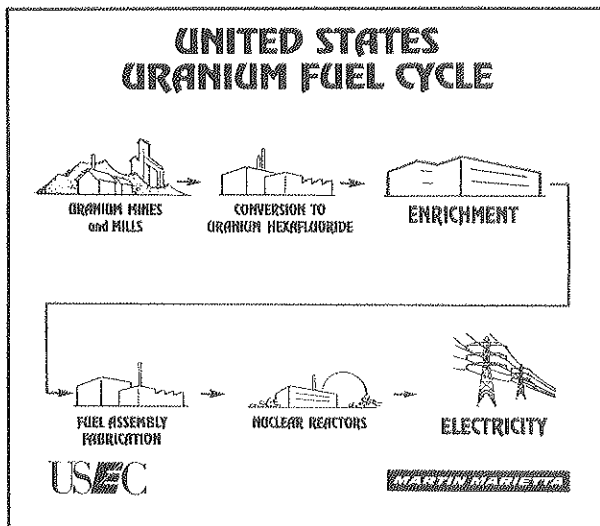 UNITED STATES
URANIUM FUEL CYCLE
URANIUM MINES
and MILLS
CONVERSION TO
URANIUM HEXAFLUORIDE
ENRICHMENT
FUEL ASSEMBLY
FABRICATION
NUCLEAR REACTORS
ELECTRICITY
USEC
MARTIN MARIETTA